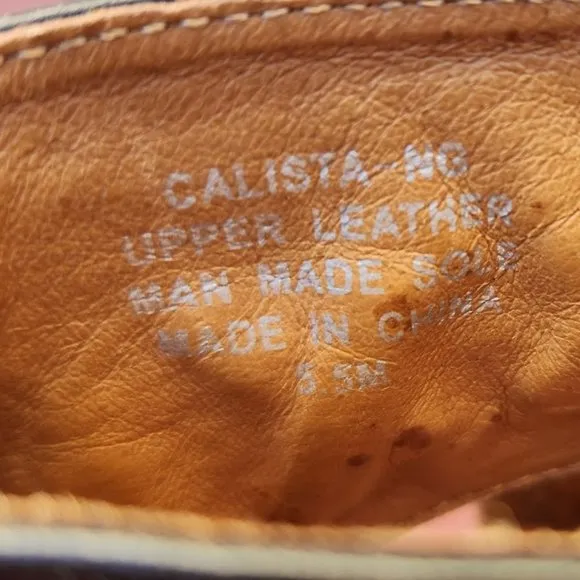 CALISTA-NG
UPPER LEATHER
MAN MADE SOLE
MADE IN CHINA
5.5M